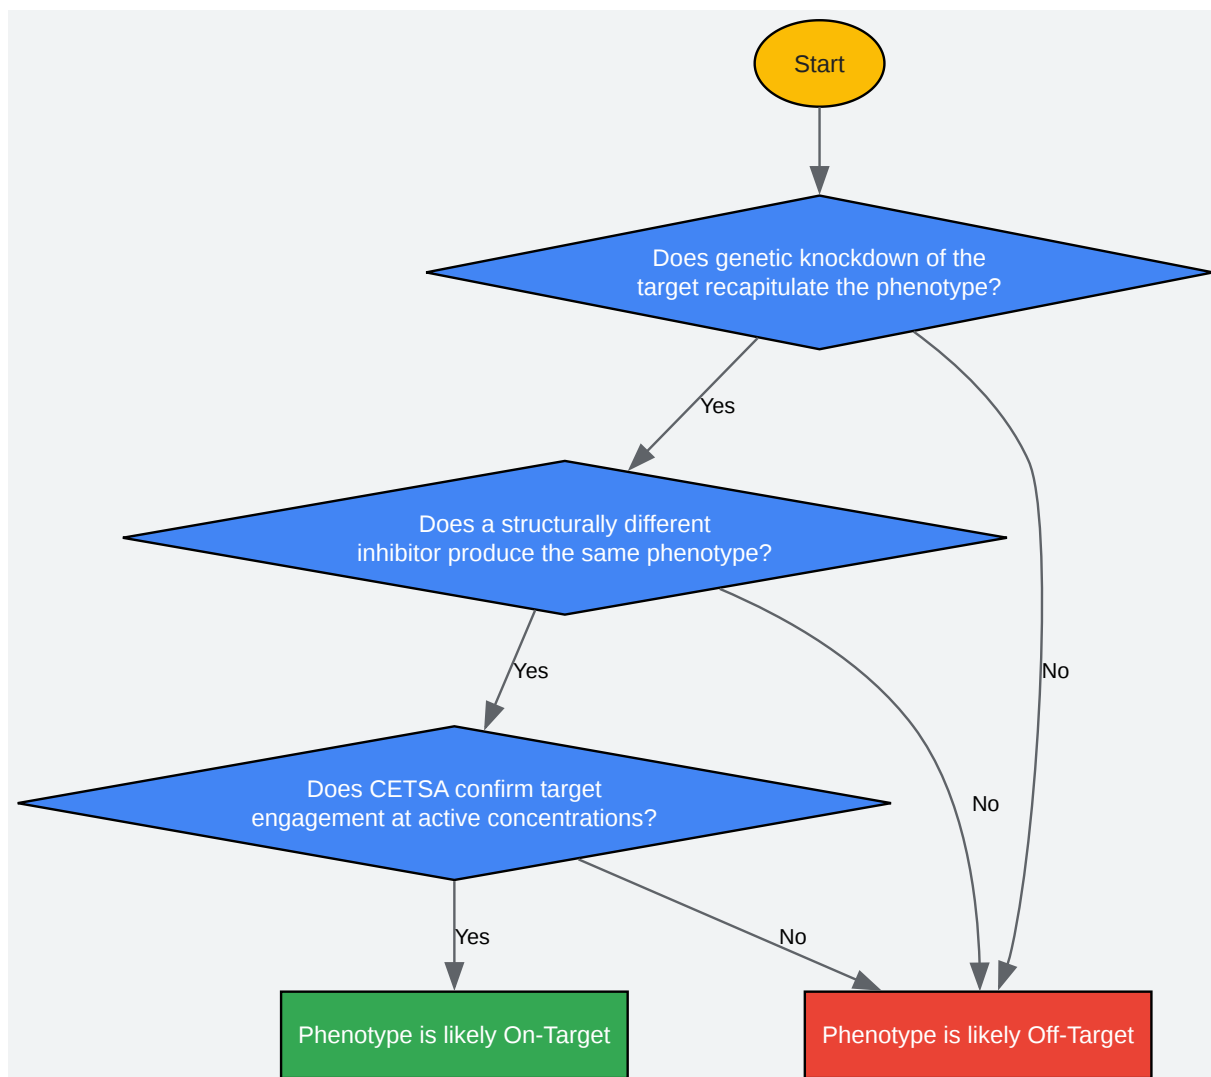 Start
Does genetic knockdown of the
target recapitulate the phenotype?
Yes
Does a structurally different
inhibitor produce the same phenotype?
Yes
No
Does CETSA confirm target
engagement at active concentrations?
No
Yes
No
Phenotype is likely On-Target
Phenotype is likely Off-Target